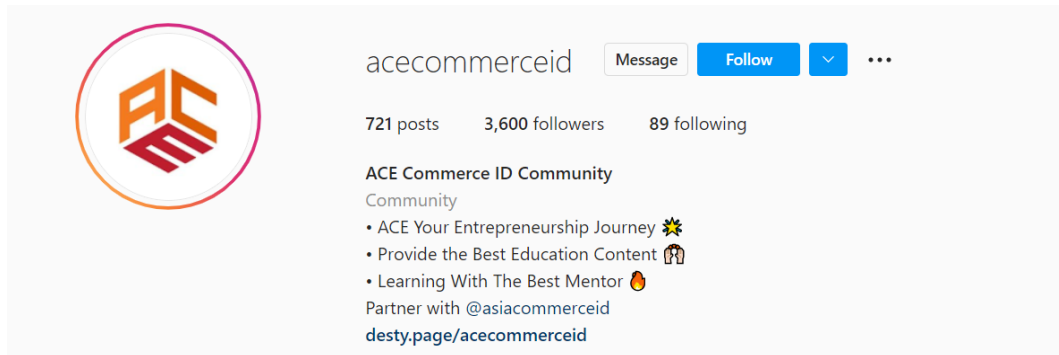 ACE
acecommerceid Message Follow
721 posts 3,600 followers 89 following
ACE Commerce ID Community
Community
• ACE Your Entrepreneurship Journey 🌟
• Provide the Best Education Content 🙌
• Learning With The Best Mentor 🔥
Partner with @asiacommerceid
desty.page/acecommerceid